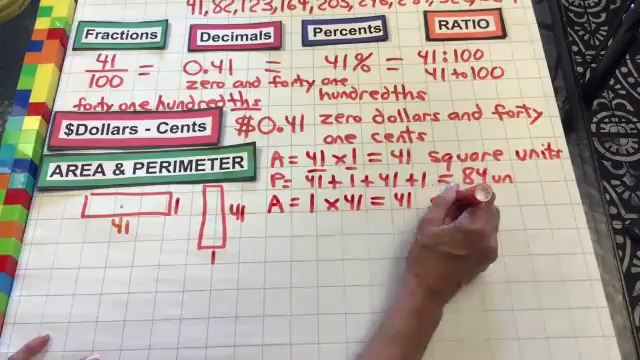 41, 82, 123, 164, 205, 246, 287,
Fractions
Decimals
Percents
RATIO
41/100 = 0.41 = 41% = 41:100
41 to 100
zero and forty one hundredths
forty one hundredths
$Dollars - Cents
$0.41 zero dollars and forty one cents
AREA & PERIMETER
A = 41 x 1 = 41 square units
P = 41 + 1 + 41 + 1 = 84 un
A = 1 x 41 = 41
1
41
41
1